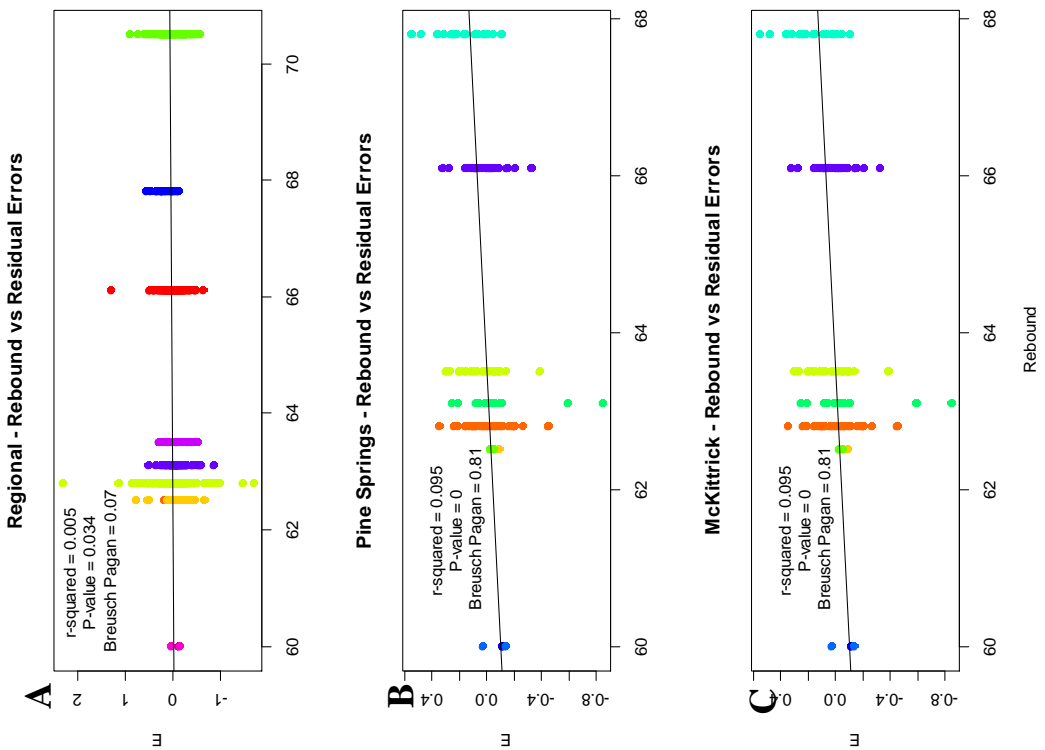 A
Regional - Rebound vs Residual Errors
r-squared = 0.005
P-value = 0.034
Breusch Pagan = 0.07
E
2
1
0
-1
60
62
64
66
68
70
B
Pine Springs - Rebound vs Residual Errors
r-squared = 0.095
P-value = 0
Breusch Pagan = 0.81
E
0.4
0.0
-0.4
-0.8
60
62
64
66
68
C
McKittrick - Rebound vs Residual Errors
r-squared = 0.095
P-value = 0
Breusch Pagan = 0.81
E
0.4
0.0
-0.4
-0.8
60
62
64
66
68
Rebound